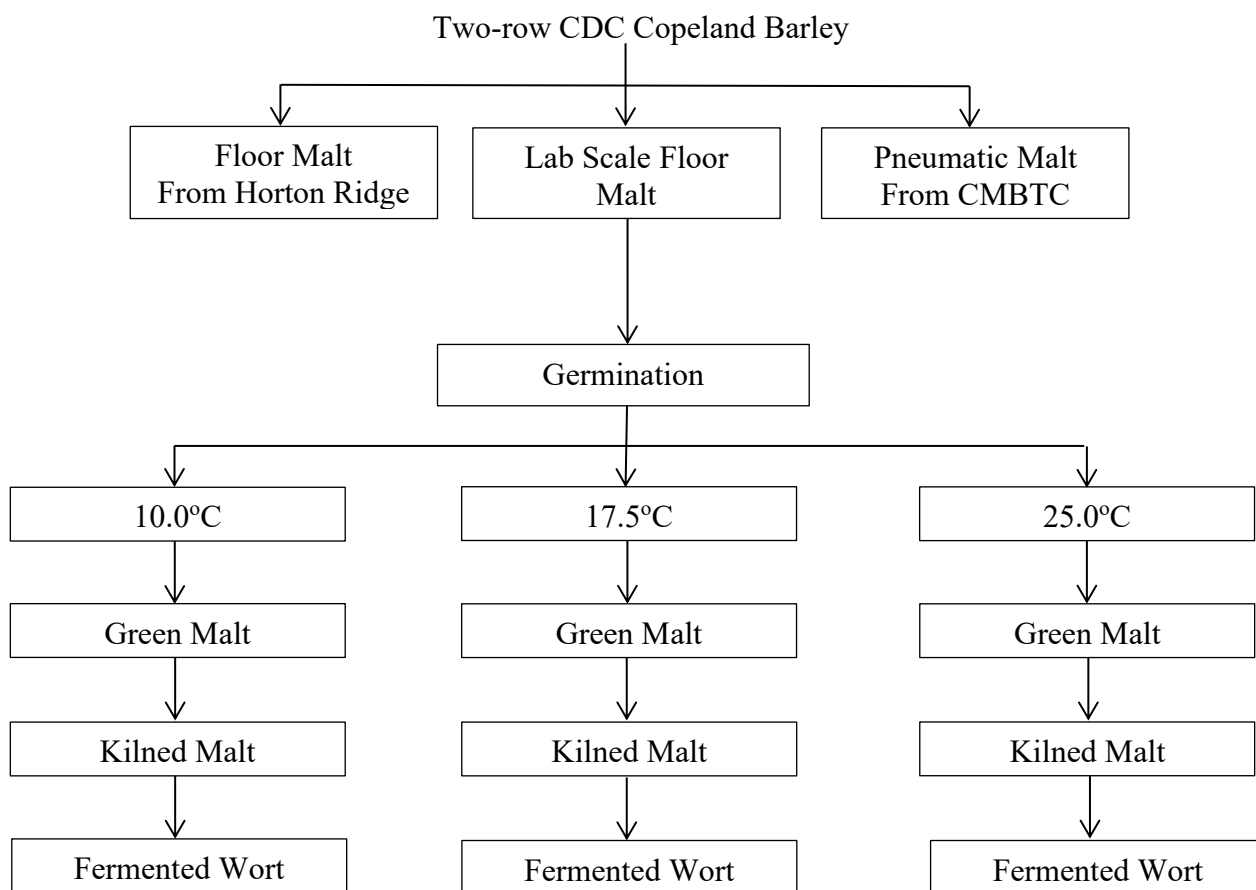 Two-row CDC Copeland Barley
Floor Malt
From Horton Ridge
Lab Scale Floor
Malt
Pneumatic Malt
From CMBTC
Germination
10.0ºC
17.5ºC
25.0ºC
Green Malt
Green Malt
Green Malt
Kilned Malt
Kilned Malt
Kilned Malt
Fermented Wort
Fermented Wort
Fermented Wort